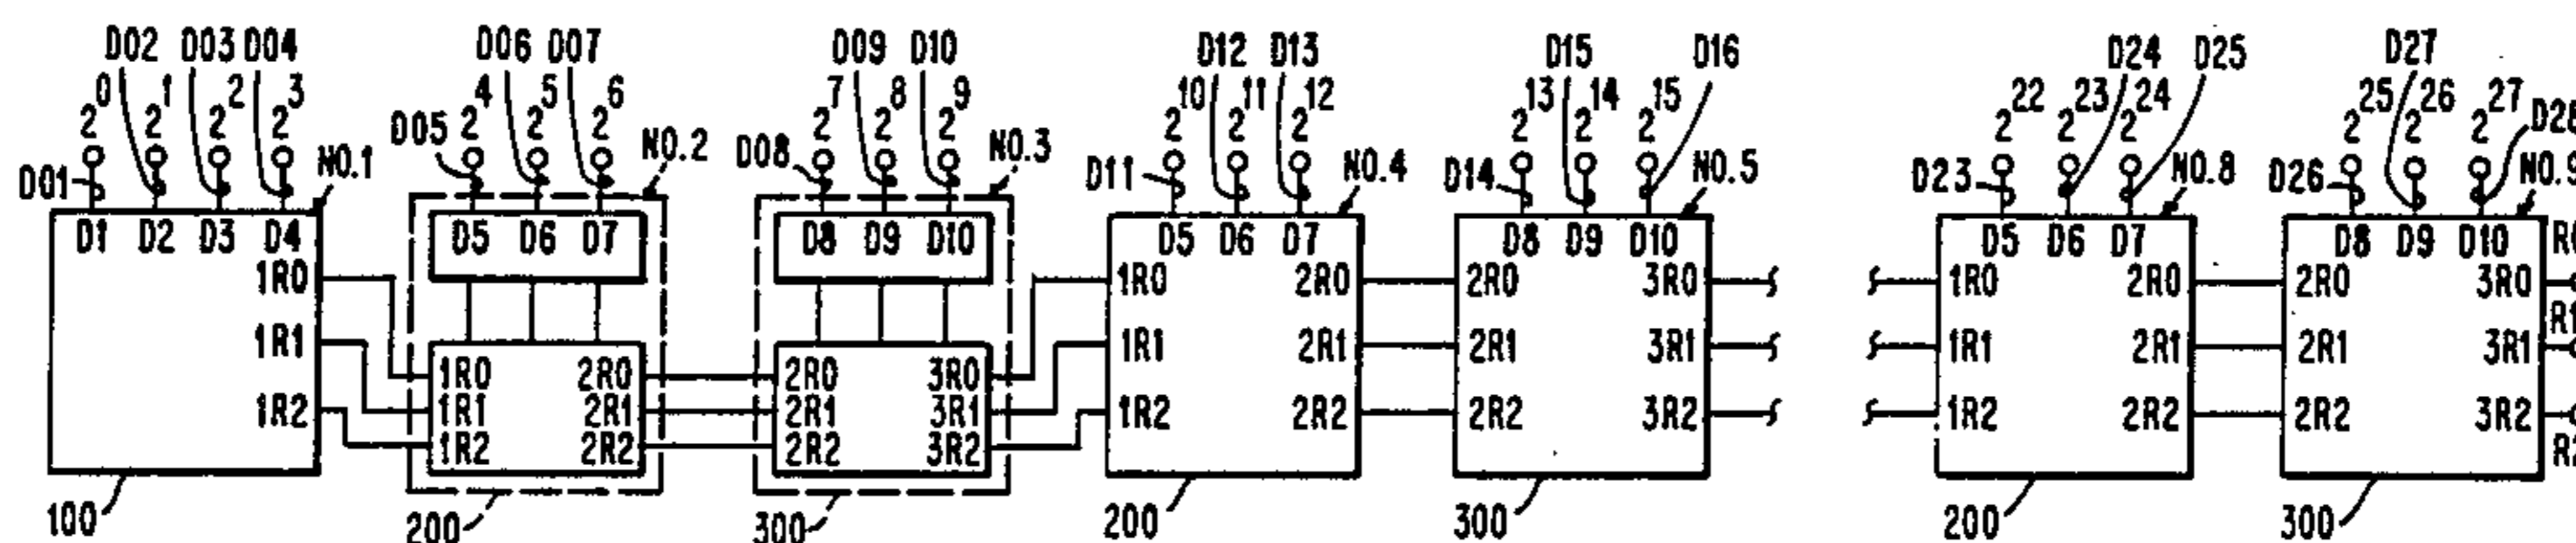 D02 D03 D04 D06 D07 D09 D10 D12 D13 D15 D16 D24 D25 D27
2^0 2^1 2^2 2^3 2^4 2^5 2^6 2^7 2^8 2^9 2^10 2^11 2^12 2^13 2^14 2^15 2^22 2^23 2^24 2^25 2^26 2^27 D28
D01 NO.1 D05 NO.2 D08 NO.3 D11 NO.4 D14 NO.5 D23 NO.8 D26 NO.9
D1 D2 D3 D4 D5 D6 D7 D8 D9 D10 D5 D6 D7 D8 D9 D10 D5 D6 D7 D8 D9 D10
1R0 1R0 2R0 2R0 3R0 1R0 2R0 2R0 3R0 R0
1R1 1R1 2R1 2R1 3R1 1R1 2R1 2R1 3R1 R1
1R2 1R2 2R2 2R2 3R2 1R2 2R2 2R2 3R2 R2
1R0 2R0 2R0 3R0
1R1 2R1 2R1 3R1
1R2 2R2 2R2 3R2
100 200 300 200 300 200 300